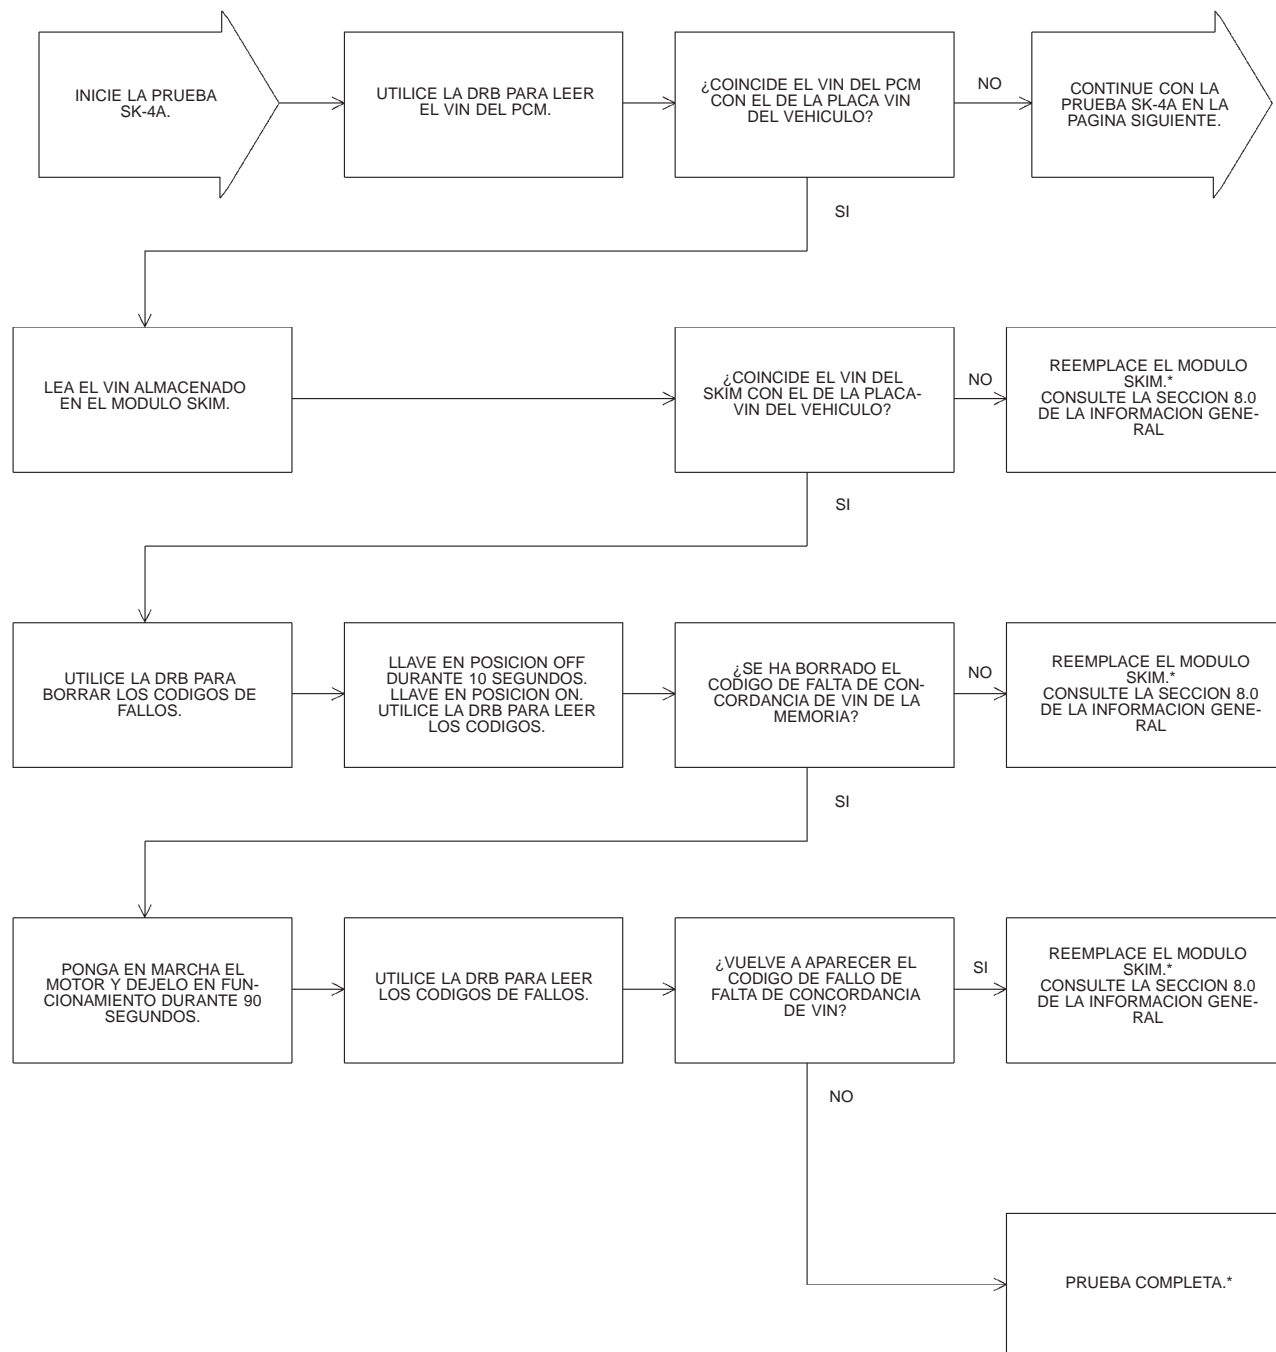 INICIE LA PRUEBA
SK-4A.
UTILICE LA DRB PARA LEER
EL VIN DEL PCM.
¿COINCIDE EL VIN DEL PCM
CON EL DE LA PLACA VIN
DEL VEHICULO?
NO
CONTINUE CON LA
PRUEBA SK-4A EN LA
PAGINA SIGUIENTE.
SI
LEA EL VIN ALMACENADO
EN EL MODULO SKIM.
¿COINCIDE EL VIN DEL
SKIM CON EL DE LA PLACA-
VIN DEL VEHICULO?
NO
REEMPLACE EL MODULO
SKIM.*
CONSULTE LA SECCION 8.0
DE LA INFORMACION GENE-
RAL
SI
UTILICE LA DRB PARA
BORRAR LOS CODIGOS DE
FALLOS.
LLAVE EN POSICION OFF
DURANTE 10 SEGUNDOS.
LLAVE EN POSICION ON.
UTILICE LA DRB PARA LEER
LOS CODIGOS.
¿SE HA BORRADO EL
CODIGO DE FALTA DE CON-
CORDANCIA DE VIN DE LA
MEMORIA?
NO
REEMPLACE EL MODULO
SKIM.*
CONSULTE LA SECCION 8.0
DE LA INFORMACION GENE-
RAL
SI
PONGA EN MARCHA EL
MOTOR Y DEJELO EN FUN-
CIONAMIENTO DURANTE 90
SEGUNDOS.
UTILICE LA DRB PARA LEER
LOS CODIGOS DE FALLOS.
¿VUELVE A APARECER EL
CODIGO DE FALLO DE
FALTA DE CONCORDANCIA
DE VIN?
SI
REEMPLACE EL MODULO
SKIM.*
CONSULTE LA SECCION 8.0
DE LA INFORMACION GENE-
RAL
NO
PRUEBA COMPLETA.*